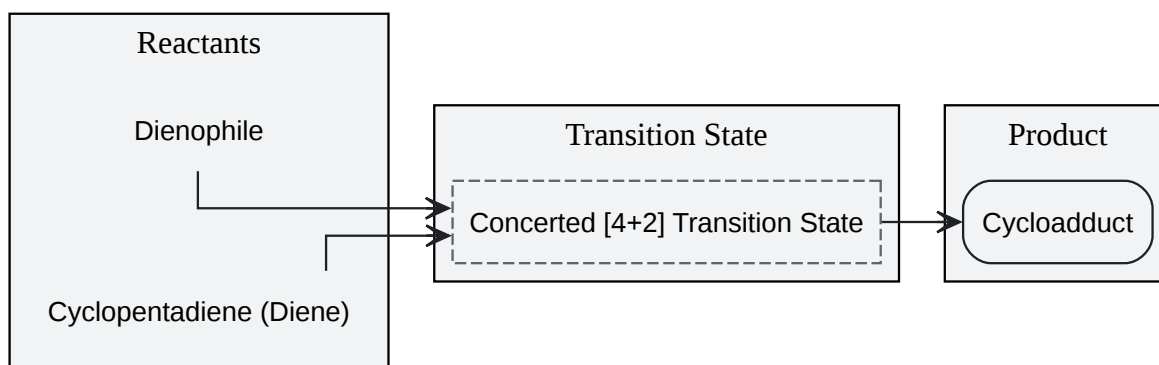 Reactants
Dienophile
Cyclopentadiene (Diene)
Transition State
Concerted [4+2] Transition State
Product
Cycloadduct